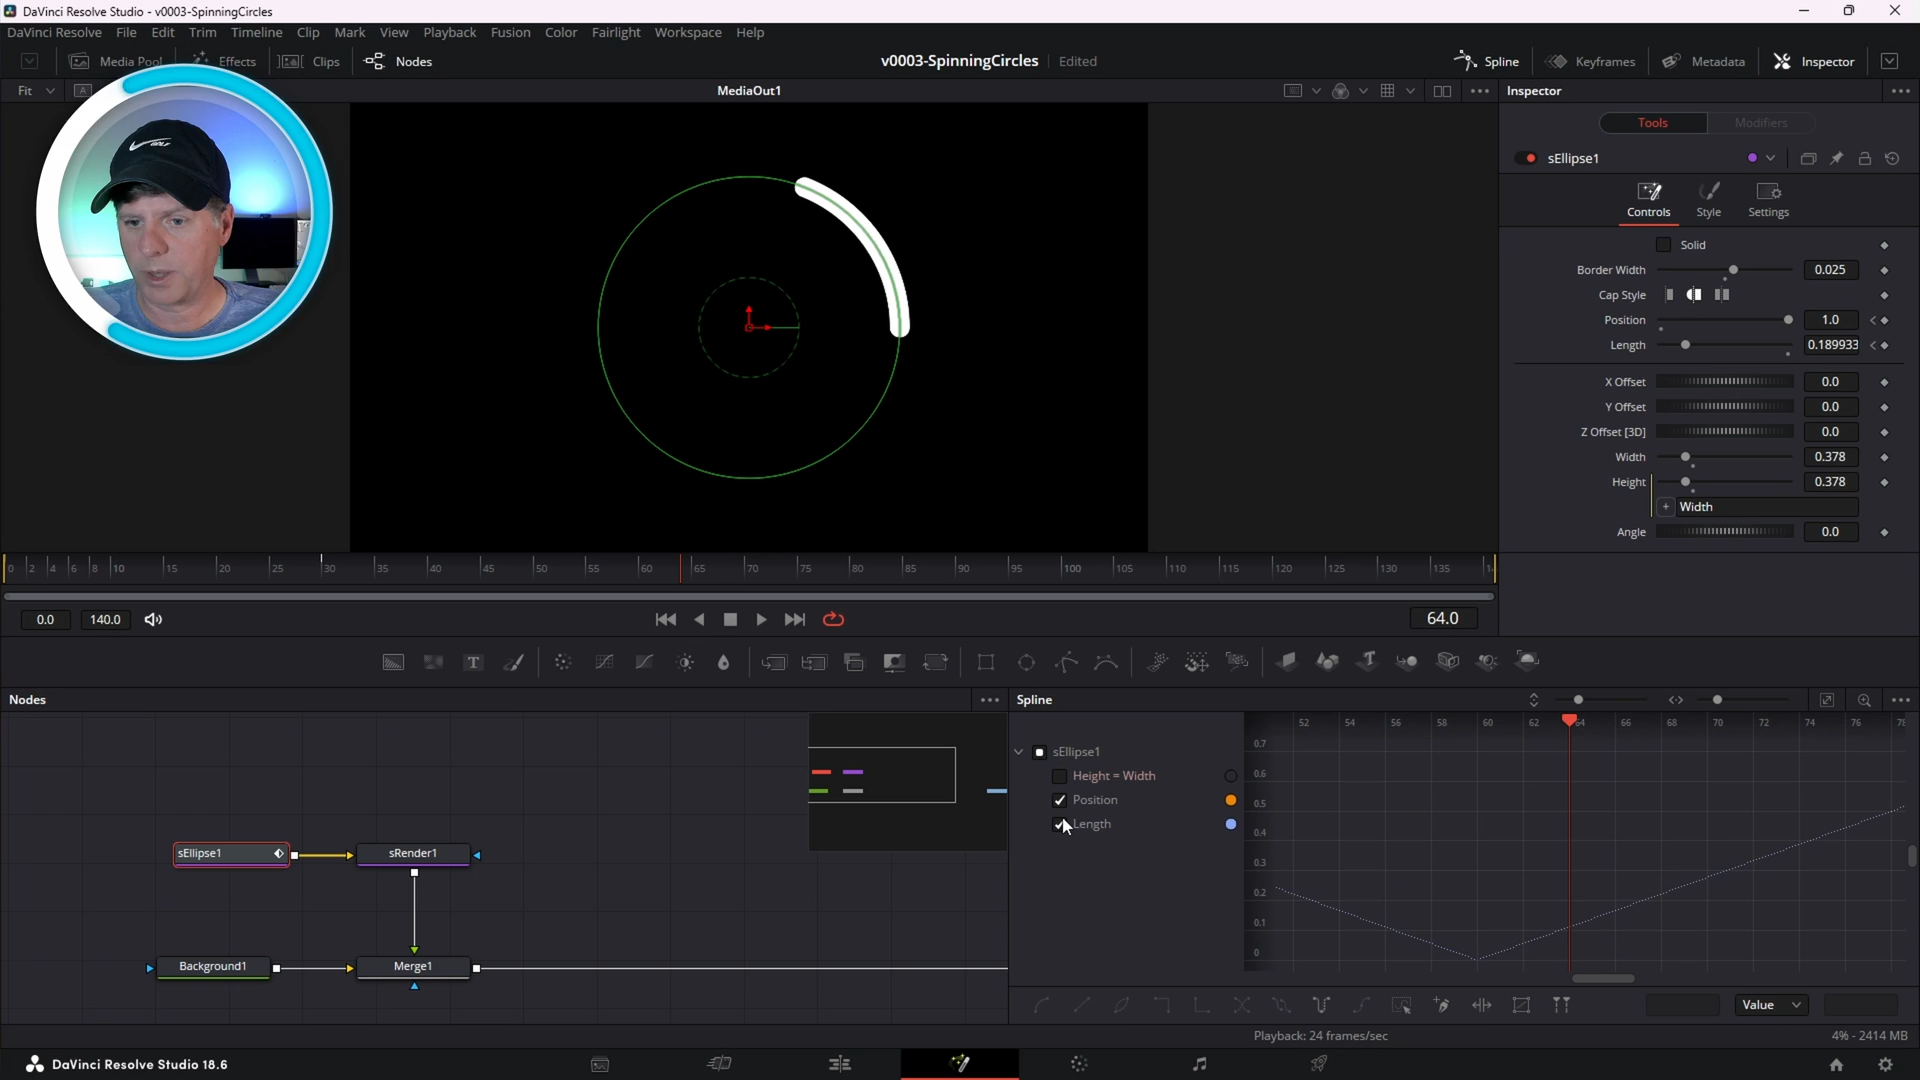 DaVinci Resolve Studio - v0003-SpinningCircles
DaVinci Resolve File Edit Trim Timeline Clip Mark View Playback Fusion Color Fairlight Workspace Help
Media Pool Effects Clips Nodes v0003-SpinningCircles Edited Spline Keyframes Metadata Inspector
Fit A MediaOut1 Inspector
Tools Modifiers
sEllipse1
Controls Style Settings
Solid
Border Width 0.025
Cap Style
Position 1.0
Length 0.189933
X Offset 0.0
Y Offset 0.0
Z Offset [3D] 0.0
Width 0.378
Height 0.378
+ Width
Angle 0.0
0 2 4 6 8 10 15 20 25 30 35 40 45 50 55 60 65 70 75 80 85 90 95 100 105 110 115 120 125 130 135
0.0 140.0 64.0
T T
Nodes Spline
52 54 56 58 60 62 64 66 68 70 72 74 76
sEllipse1
Height = Width
Position
Length
0.7
0.6
0.5
0.4
0.3
0.2
0.1
0
sEllipse1 sRender1
Background1 Merge1
Value
Playback: 24 frames/sec 4% - 2414 MB
DaVinci Resolve Studio 18.6